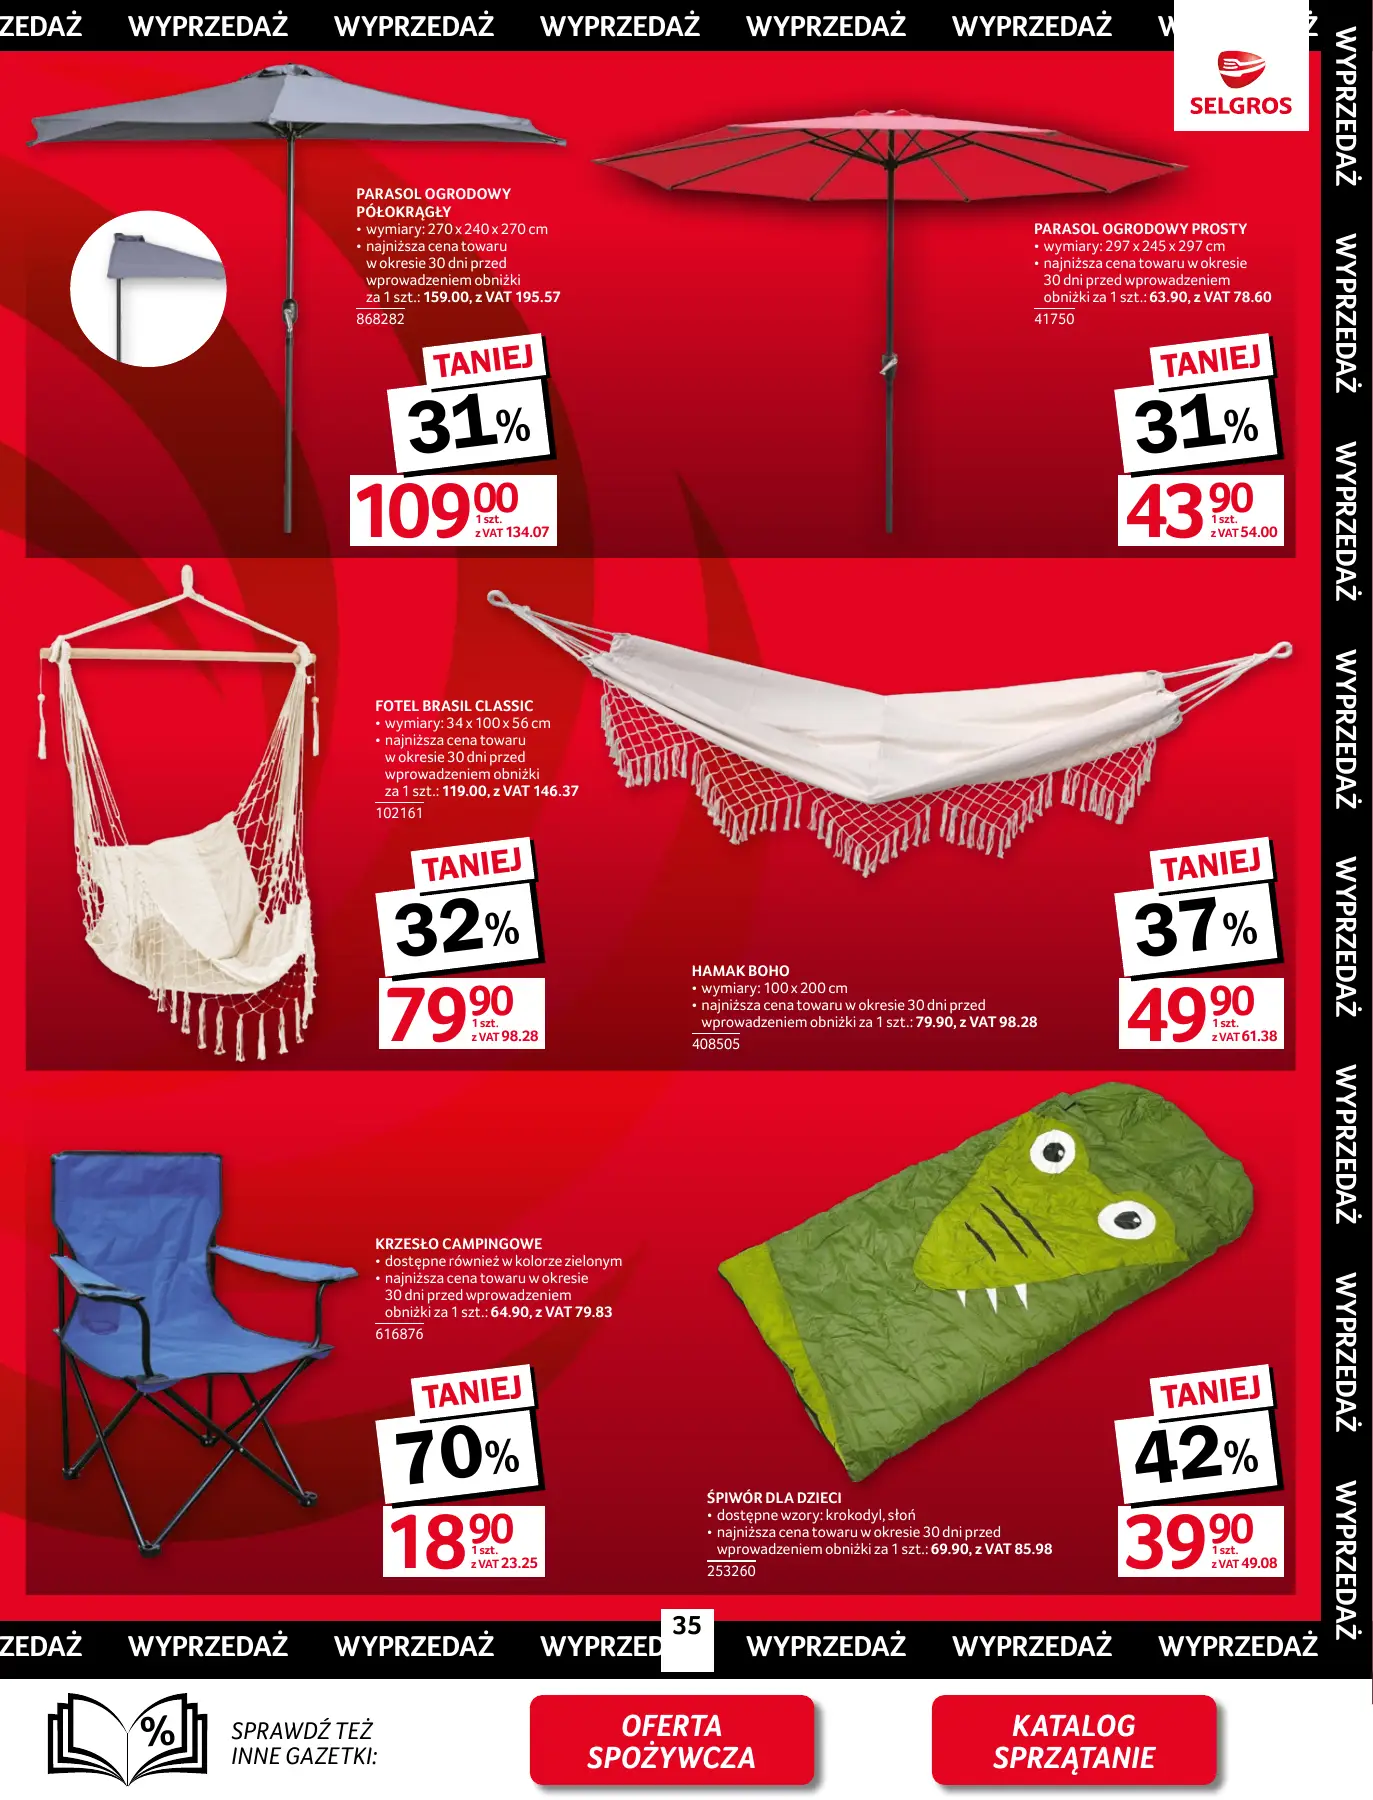 ZEDAŻ WYPRZEDAŻ WYPRZEDAŻ WYPRZEDAŻ WYPRZEDAŻ WYPRZEDAŻ
SELGROS
PARASOL OGRODOWY
PÓŁOKRĄGŁY
• wymiary: 270 x 240 x 270 cm
• najniższa cena towaru
w okresie 30 dni przed
wprowadzeniem obniżki
za 1 szt.: 159.00, z VAT 195.57
868282
TANIEJ
31%
109 00
1 szt.
z VAT 134.07
PARASOL OGRODOWY PROSTY
• wymiary: 297 x 245 x 297 cm
• najniższa cena towaru w okresie
30 dni przed wprowadzeniem
obniżki za 1 szt.: 63.90, z VAT 78.60
41750
TANIEJ
31%
43 90
1 szt.
z VAT 54.00
FOTEL BRASIL CLASSIC
• wymiary: 34 x 100 x 56 cm
• najniższa cena towaru
w okresie 30 dni przed
wprowadzeniem obniżki
za 1 szt.: 119.00, z VAT 146.37
102161
TANIEJ
32%
79 90
1 szt.
z VAT 98.28
HAMAK BOHO
• wymiary: 100 x 200 cm
• najniższa cena towaru w okresie 30 dni przed
wprowadzeniem obniżki za 1 szt.: 79.90, z VAT 98.28
408505
TANIEJ
37%
49 90
1 szt.
z VAT 61.38
KRZESŁO CAMPINGOWE
• dostępne również w kolorze zielonym
• najniższa cena towaru w okresie
30 dni przed wprowadzeniem
obniżki za 1 szt.: 64.90, z VAT 79.83
616876
TANIEJ
70%
18 90
1 szt.
z VAT 23.25
ŚPIWÓR DLA DZIECI
• dostępne wzory: krokodyl, słoń
• najniższa cena towaru w okresie 30 dni przed
wprowadzeniem obniżki za 1 szt.: 69.90, z VAT 85.98
253260
TANIEJ
42%
39 90
1 szt.
z VAT 49.08
WYPRZEDAŻ
WYPRZEDAŻ
WYPRZEDAŻ
WYPRZEDAŻ
WYPRZEDAŻ
WYPRZEDAŻ
WYPRZEDAŻ
WYPRZEDAŻ
35
ZEDAŻ WYPRZEDAŻ WYPRZEDAŻ WYPRZED WYPRZEDAŻ WYPRZEDAŻ WYPRZEDAŻ
%
SPRAWDŹ TEŻ
INNE GAZETKI:
OFERTA
SPOŻYWCZA
KATALOG
SPRZĄTANIE